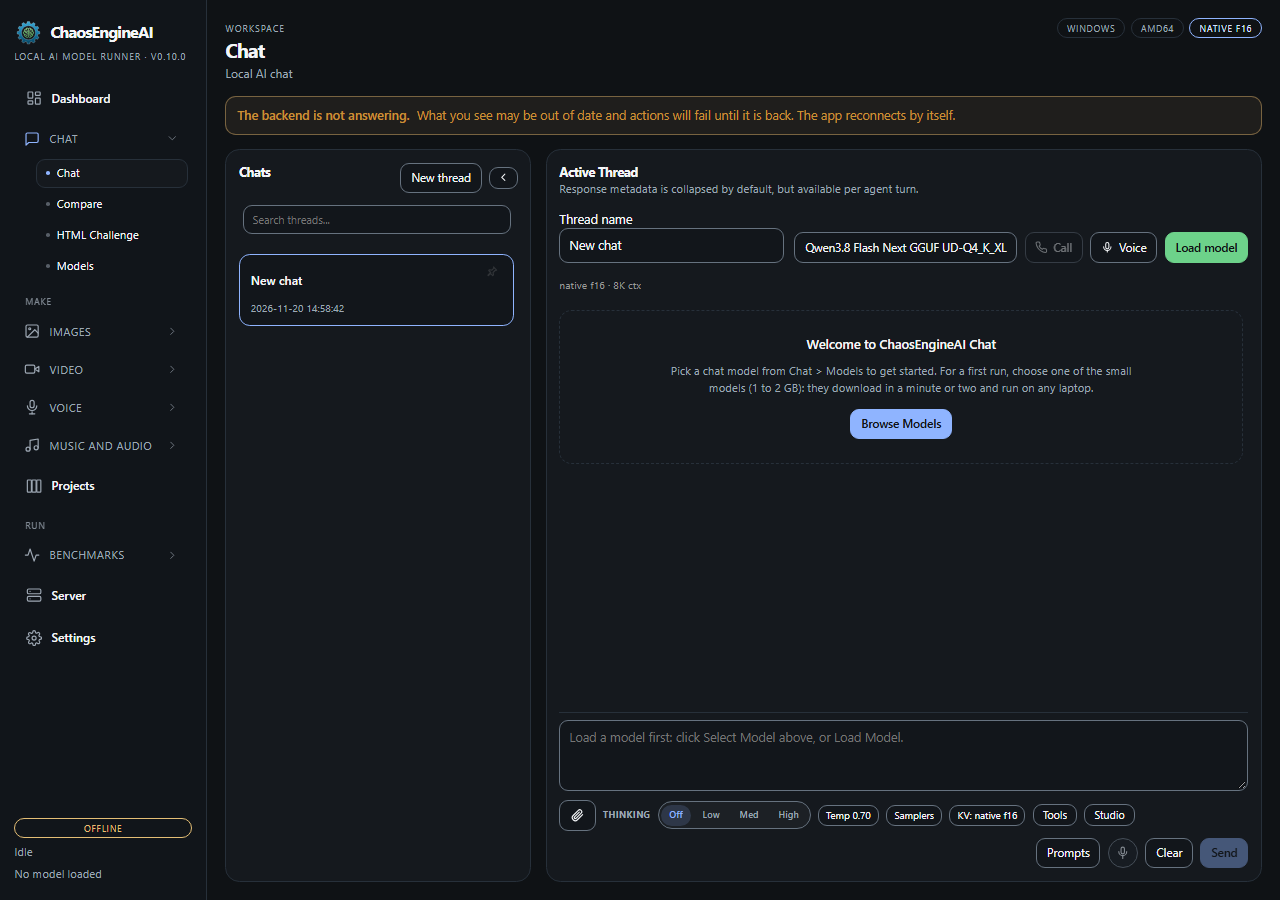 ChaosEngineAI
LOCAL AI MODEL RUNNER · V0.10.0
Dashboard
CHAT
Chat
Compare
HTML Challenge
Models
MAKE
IMAGES
VIDEO
VOICE
MUSIC AND AUDIO
Projects
RUN
BENCHMARKS
Server
Settings
OFFLINE
Idle
No model loaded
WORKSPACE
Chat
Local AI chat
WINDOWS
AMD64
NATIVE F16
The backend is not answering. What you see may be out of date and actions will fail until it is back. The app reconnects by itself.
Chats
New thread
Search threads...
New chat
2026-11-20 14:58:42
Active Thread
Response metadata is collapsed by default, but available per agent turn.
Thread name
New chat
Qwen3.8 Flash Next GGUF UD-Q4_K_XL
Call
Voice
Load model
native f16 · 8K ctx
Welcome to ChaosEngineAI Chat
Pick a chat model from Chat > Models to get started. For a first run, choose one of the small
models (1 to 2 GB): they download in a minute or two and run on any laptop.
Browse Models
Load a model first: click Select Model above, or Load Model.
THINKING
Off
Low
Med
High
Temp 0.70
Samplers
KV: native f16
Tools
Studio
Prompts
Clear
Send